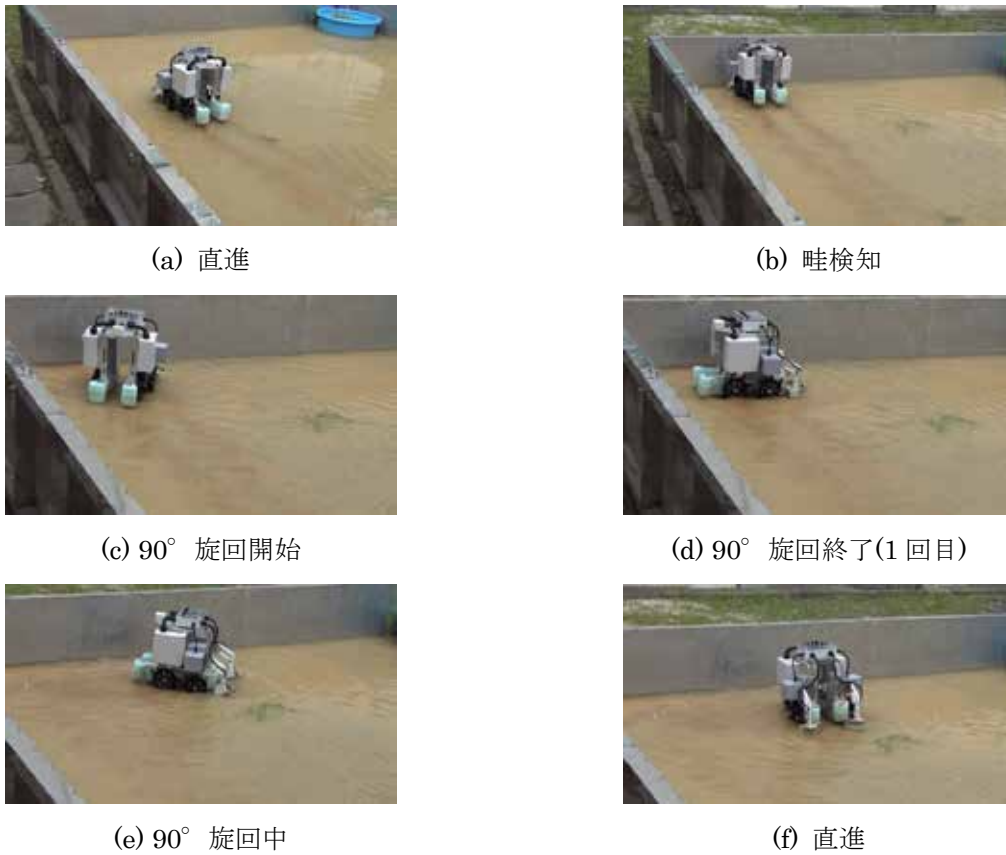 (a) 直進
(b) 畦検知
(c) 90° 旋回開始
(d) 90° 旋回終了(1 回目)
(e) 90° 旋回中
(f) 直進